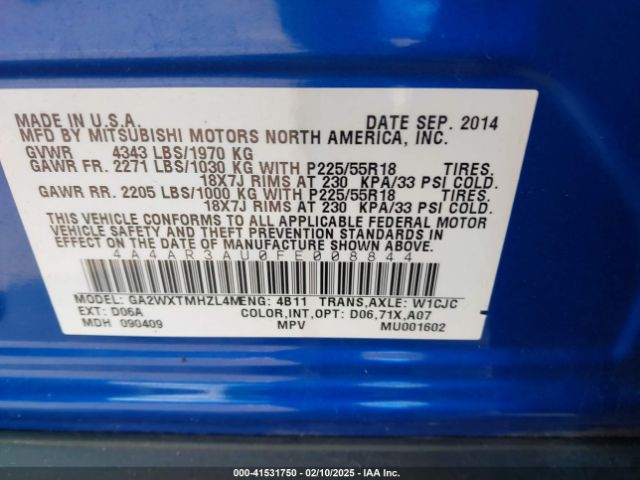 MADE IN U.S.A. DATE SEP. 2014
MFD BY MITSUBISHI MOTORS NORTH AMERICA, INC.
GVWR 4343 LBS/1970 KG
GAWR FR. 2271 LBS/1030 KG WITH P225/55R18 TIRES.
18X7J RIMS AT 230 KPA/33 PSI COLD.
GAWR RR. 2205 LBS/1000 KG WITH P225/55R18 TIRES.
18X7J RIMS AT 230 KPA/33 PSI COLD.
THIS VEHICLE CONFORMS TO ALL APPLICABLE FEDERAL MOTOR
VEHICLE SAFETY AND THEFT PREVENTION STANDARDS IN
EFFECT ON THE DATE OF MANUFACTURE SHOWN ABOVE.
4A4AR3AU0FE008844
MODEL: GA2WXTMHZL4M ENG: 4B11 TRANS,AXLE: W1CJC
EXT: D06A COLOR,INT,OPT: D06,71X,A07
MDH 090409 MPV MU001602
000-41531750 — 02/10/2025 — IAA Inc.